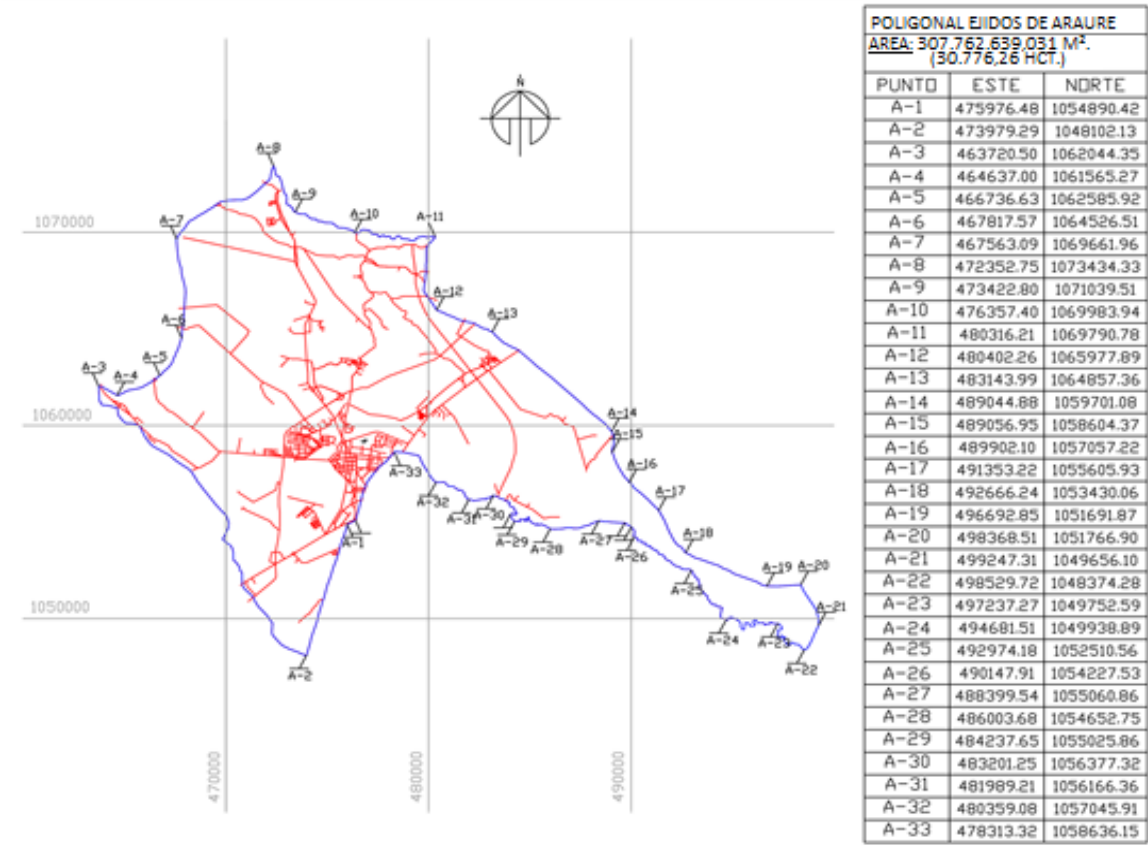 N
A-8
A-9
1070000
A-7
A-10
A-11
A-12
A-13
A-6
A-3
A-4
A-5
1060000
A-14
A-15
A-33
A-16
A-32
A-17
A-31
A-30
A-1
A-29
A-28
A-27
A-26
A-18
A-25
A-19
A-20
1050000
A-21
A-24
A-23
A-22
A-2
470000
480000
490000
POLIGONAL EJIDOS DE ARAURE
AREA: 307.762.639,031 M².
(30.776,26 HCT.)
PUNTO ESTE NORTE
A-1 475976.48 1054890.42
A-2 473979.29 1048102.13
A-3 463720.50 1062044.35
A-4 464637.00 1061565.27
A-5 466736.63 1062585.92
A-6 467817.57 1064526.51
A-7 467563.09 1069661.96
A-8 472352.75 1073434.33
A-9 473422.80 1071039.51
A-10 476357.40 1069983.94
A-11 480316.21 1069790.78
A-12 480402.26 1065977.89
A-13 483143.99 1064857.36
A-14 489044.88 1059701.08
A-15 489056.95 1058604.37
A-16 489902.10 1057057.22
A-17 491353.22 1055605.93
A-18 492666.24 1053430.06
A-19 496692.85 1051691.87
A-20 498368.51 1051766.90
A-21 499247.31 1049656.10
A-22 498529.72 1048374.28
A-23 497237.27 1049752.59
A-24 494681.51 1049938.89
A-25 492974.18 1052510.56
A-26 490147.91 1054227.53
A-27 488399.54 1055060.86
A-28 486003.68 1054652.75
A-29 484237.65 1055025.86
A-30 483201.25 1056377.32
A-31 481989.21 1056166.36
A-32 480359.08 1057045.91
A-33 478313.32 1058636.15